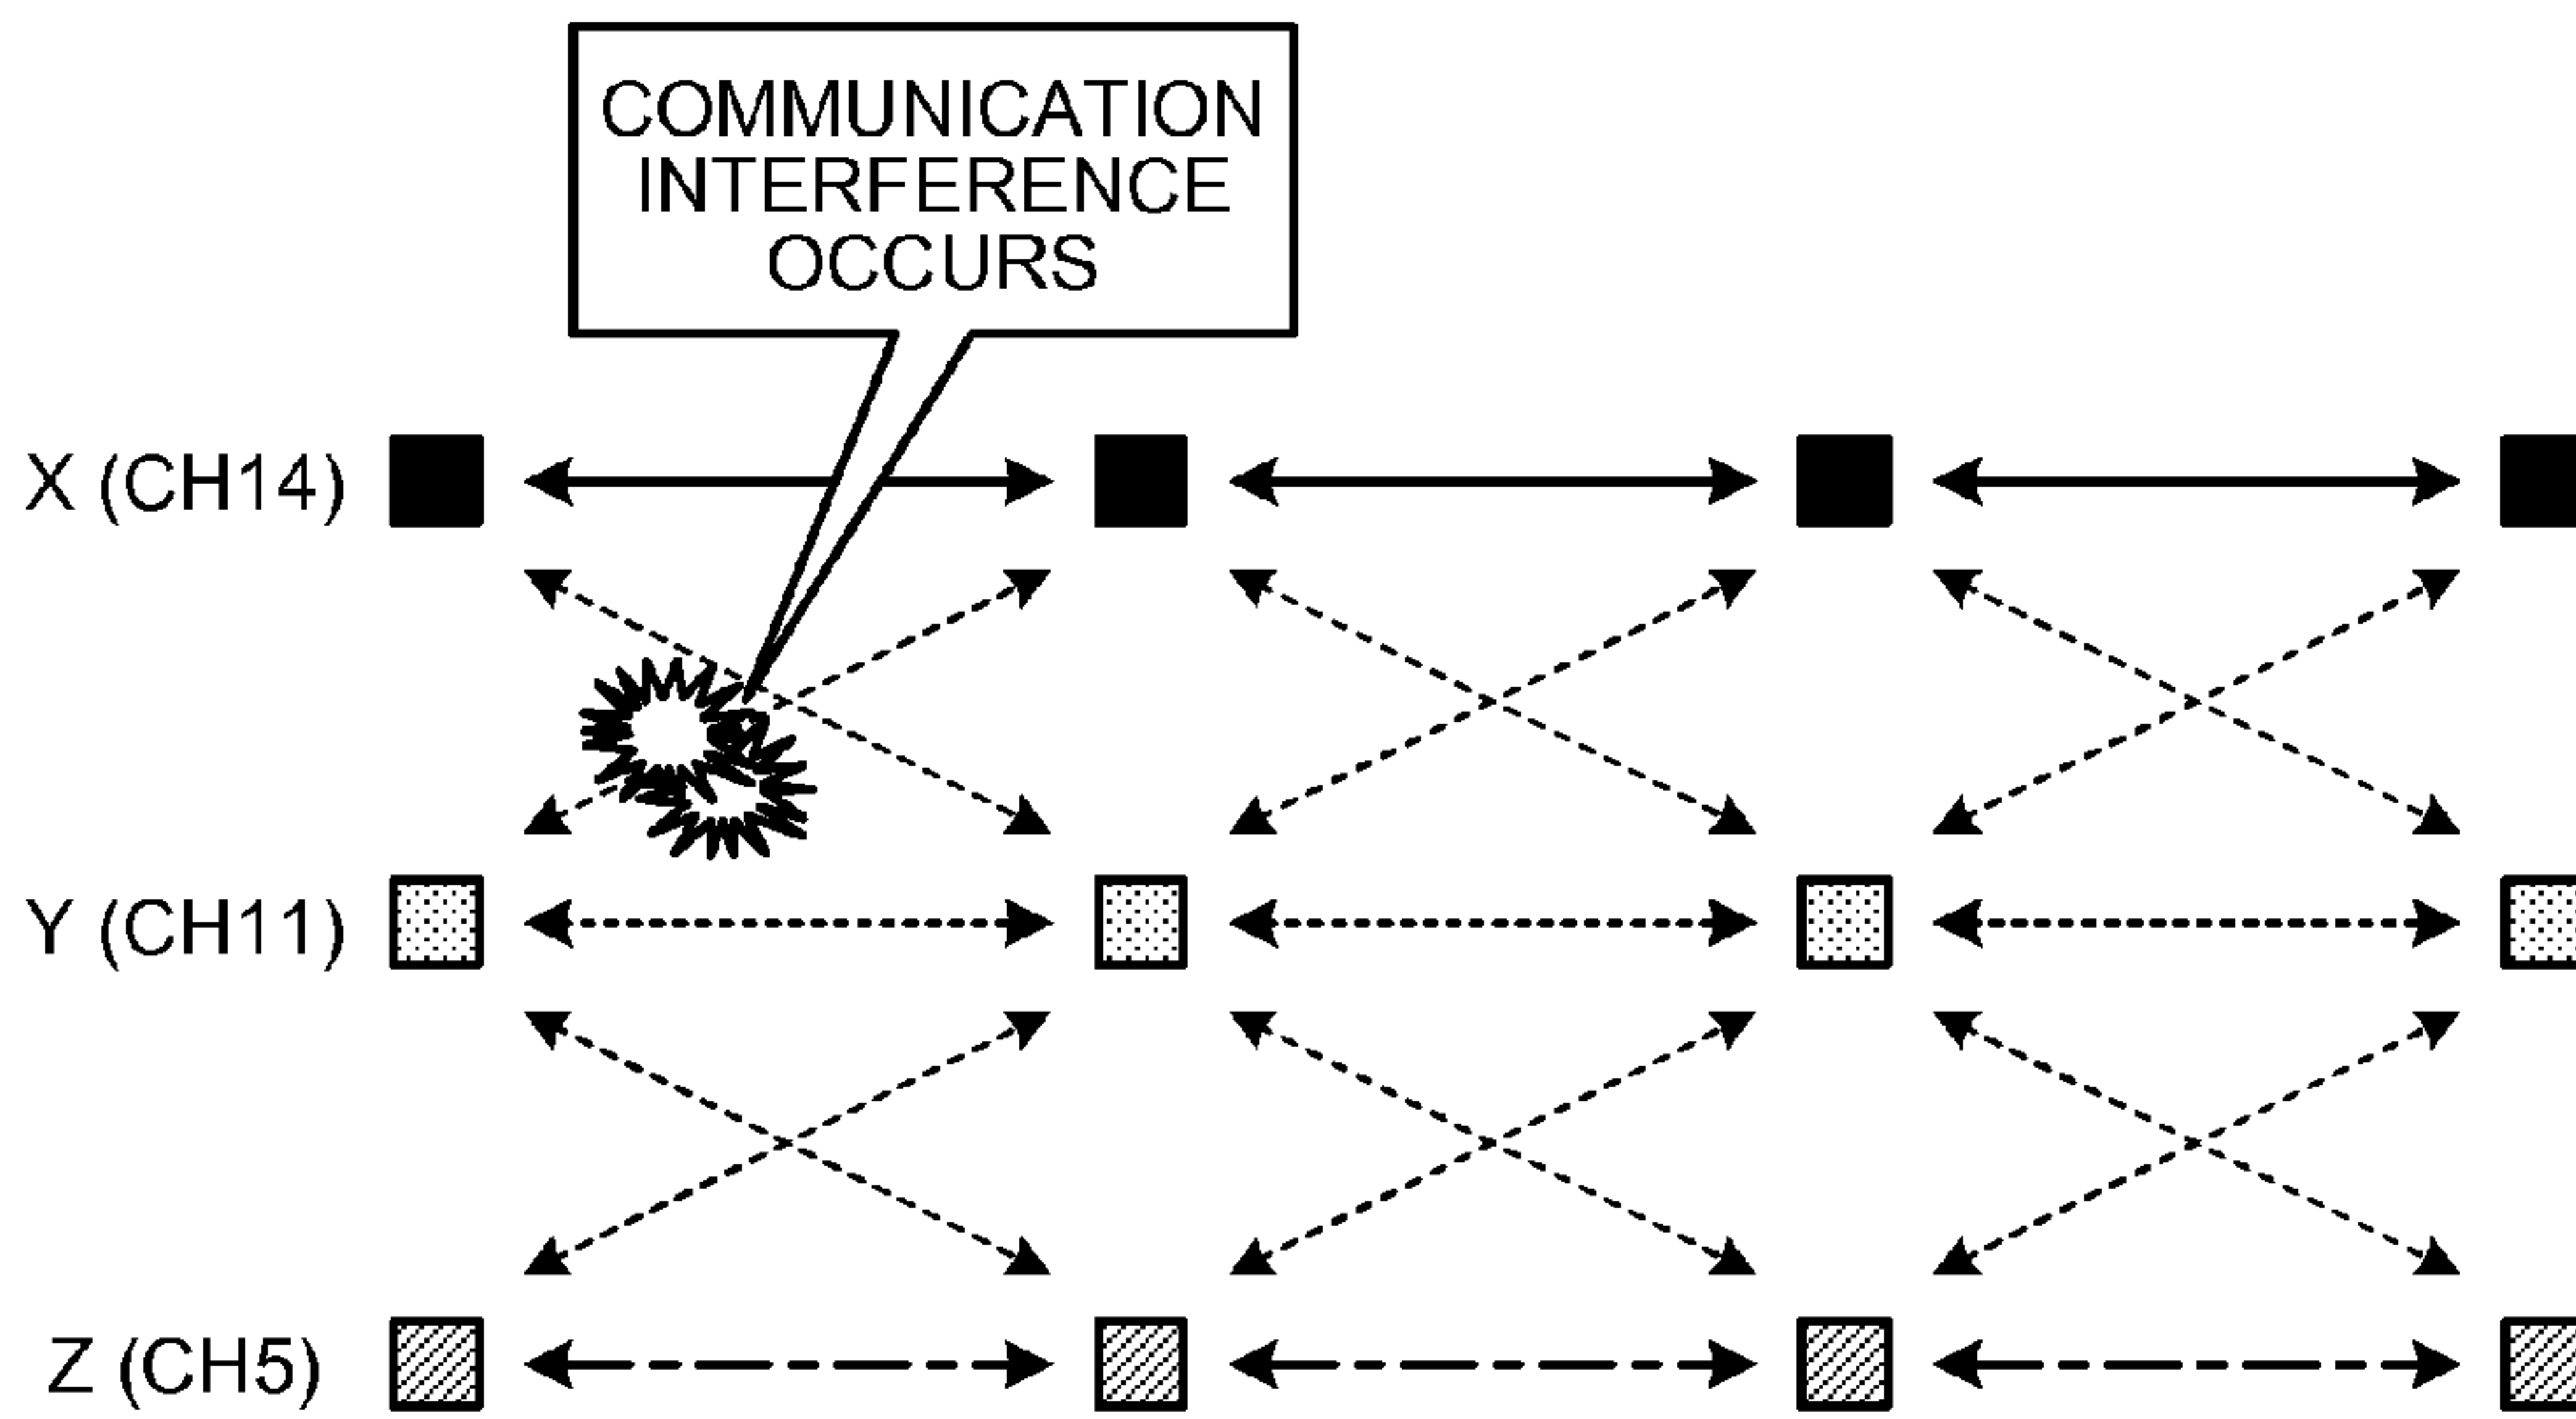 COMMUNICATION
INTERFERENCE
OCCURS
X (CH14)
Y (CH11)
Z (CH5)